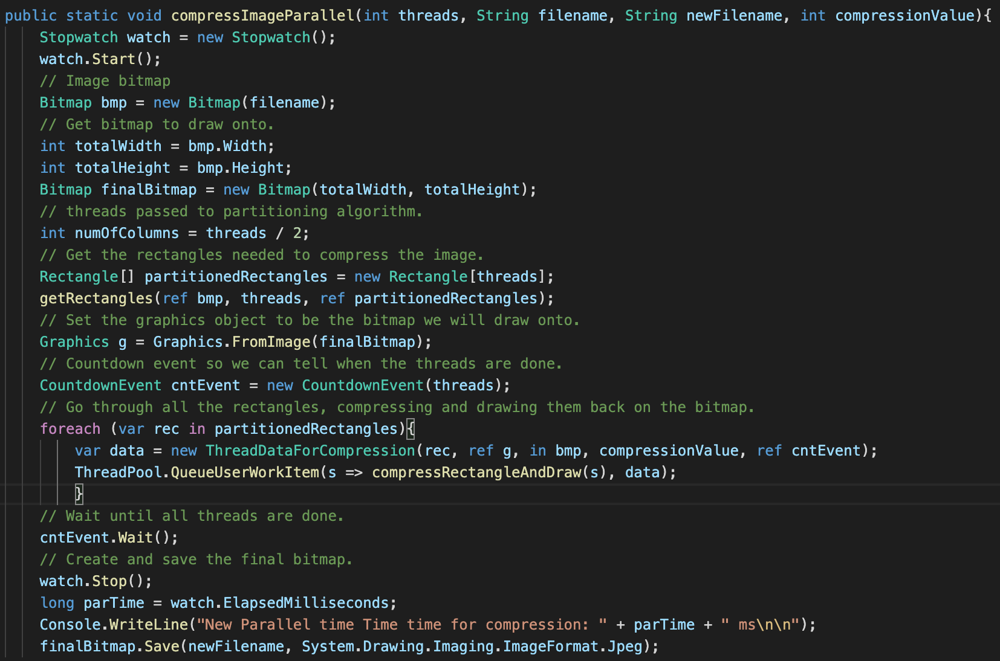 public static void compressImageParallel(int threads, String filename, String newFilename, int compressionValue){
Stopwatch watch = new Stopwatch();
watch.Start();
// Image bitmap
Bitmap bmp = new Bitmap(filename);
// Get bitmap to draw onto.
int totalWidth = bmp.Width;
int totalHeight = bmp.Height;
Bitmap finalBitmap = new Bitmap(totalWidth, totalHeight);
// threads passed to partitioning algorithm.
int numOfColumns = threads / 2;
// Get the rectangles needed to compress the image.
Rectangle[] partitionedRectangles = new Rectangle[threads];
getRectangles(ref bmp, threads, ref partitionedRectangles);
// Set the graphics object to be the bitmap we will draw onto.
Graphics g = Graphics.FromImage(finalBitmap);
// Countdown event so we can tell when the threads are done.
CountdownEvent cntEvent = new CountdownEvent(threads);
// Go through all the rectangles, compressing and drawing them back on the bitmap.
foreach (var rec in partitionedRectangles){
var data = new ThreadDataForCompression(rec, ref g, in bmp, compressionValue, ref cntEvent);
ThreadPool.QueueUserWorkItem(s => compressRectangleAndDraw(s), data);
}
// Wait until all threads are done.
cntEvent.Wait();
// Create and save the final bitmap.
watch.Stop();
long parTime = watch.ElapsedMilliseconds;
Console.WriteLine("New Parallel time Time time for compression: " + parTime + " ms\n\n");
finalBitmap.Save(newFilename, System.Drawing.Imaging.ImageFormat.Jpeg);